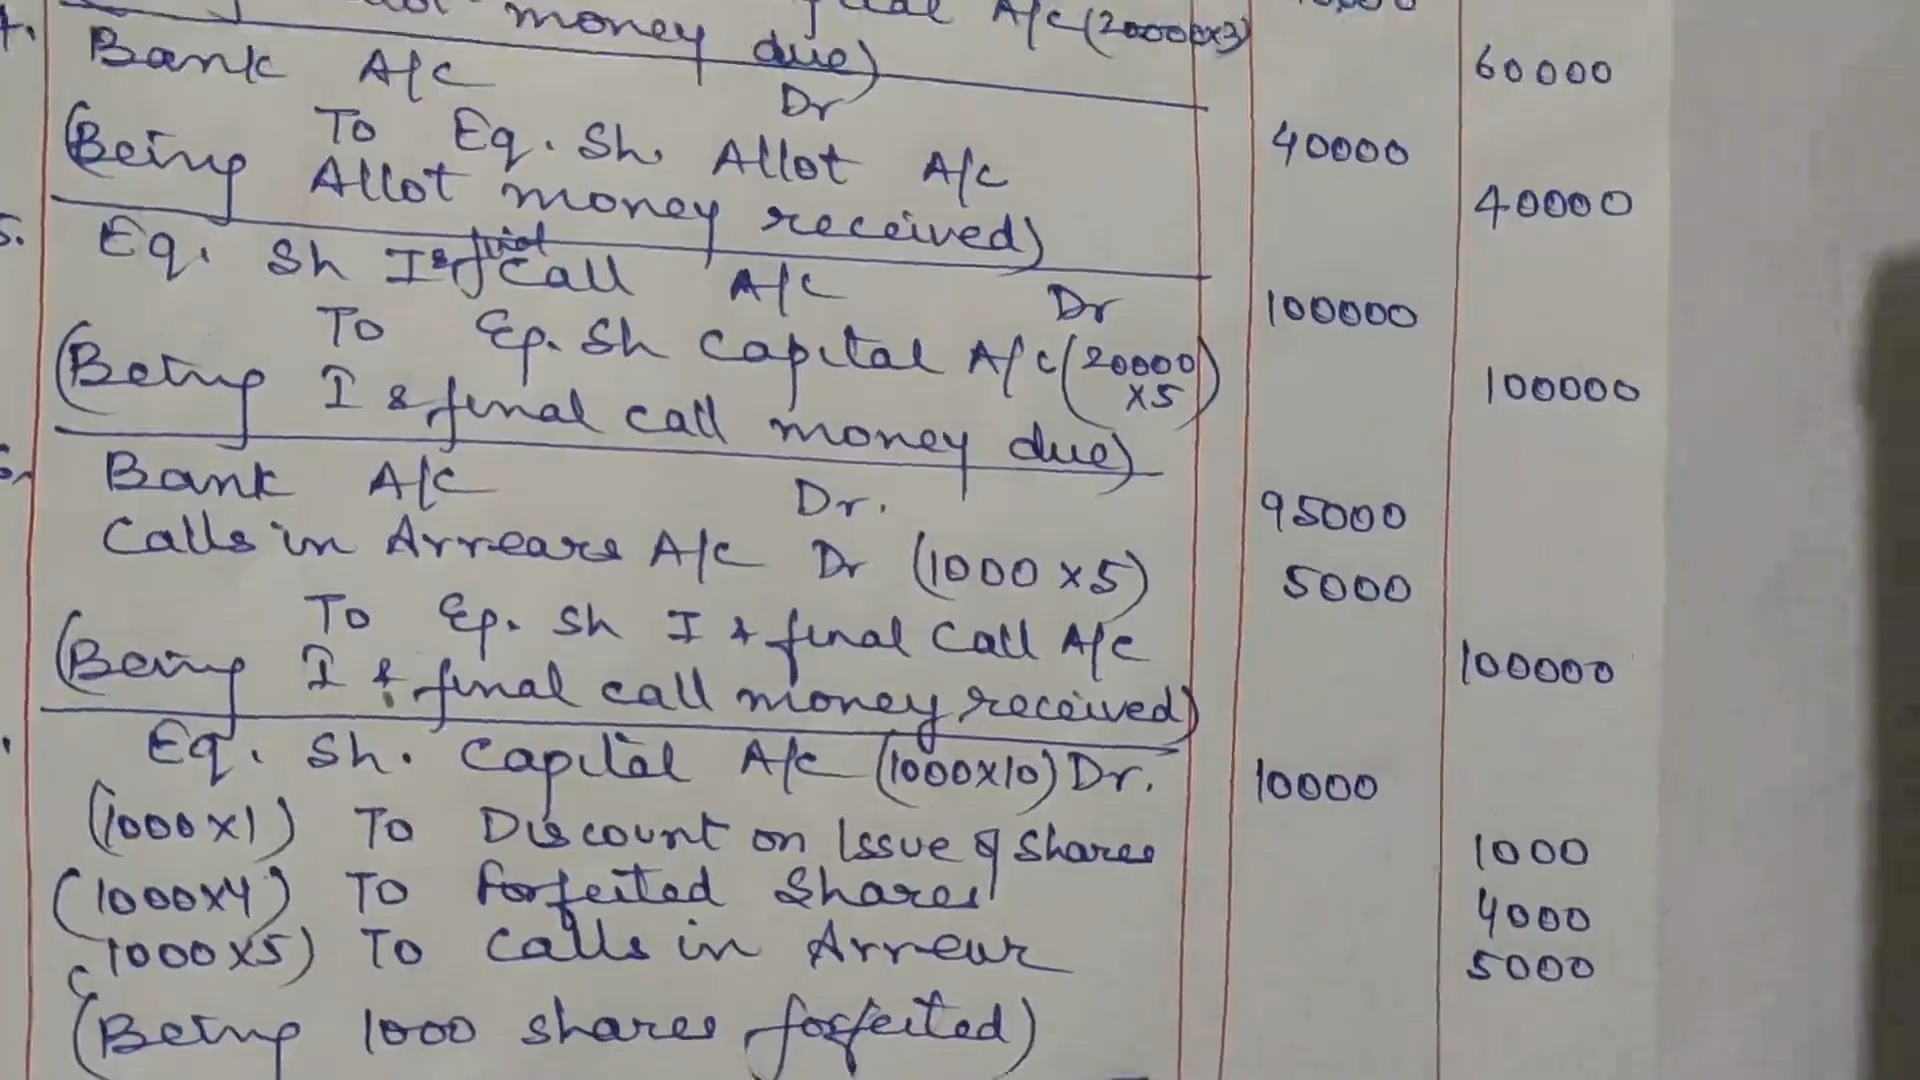 money due) A/c (20000x3)
60000
4. Bank A/c Dr 40000
To Eq. Sh. Allot A/c 40000
(Being Allot money received)
5. Eq. Sh I & final Call A/c Dr 100000
To Eq. Sh Capital A/c (20000 x5) 100000
(Being I & final call money due)
Bank A/c Dr. 95000
Calls in Arrears A/c Dr (1000 x 5) 5000
To Eq. Sh I & final Call A/c 100000
(Being I & final call money received)
Eq. Sh. Capital A/c (1000x10) Dr. 10000
(1000x1) To Discount on Issue of Shares 1000
(1000x4) To Forfeited Shares 4000
(1000x5) To Calls in Arrear 5000
(Being 1000 shares forfeited)